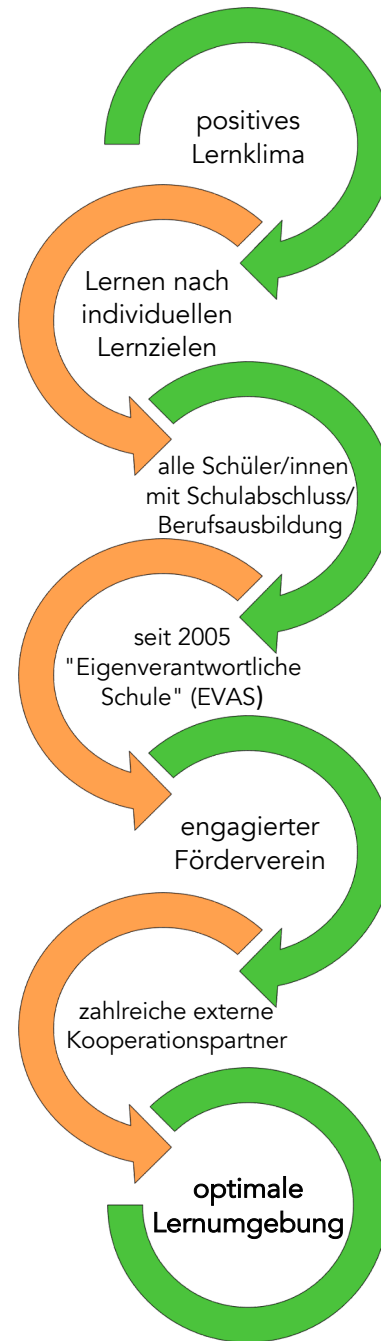 positives
Lernklima
Lernen nach
individuellen
Lernzielen
alle Schüler/innen
mit Schulabschluss/
Berufsausbildung
seit 2005
"Eigenverantwortliche
Schule" (EVAS)
engagierter
Förderverein
zahlreiche externe
Kooperationspartner
optimale
Lernumgebung